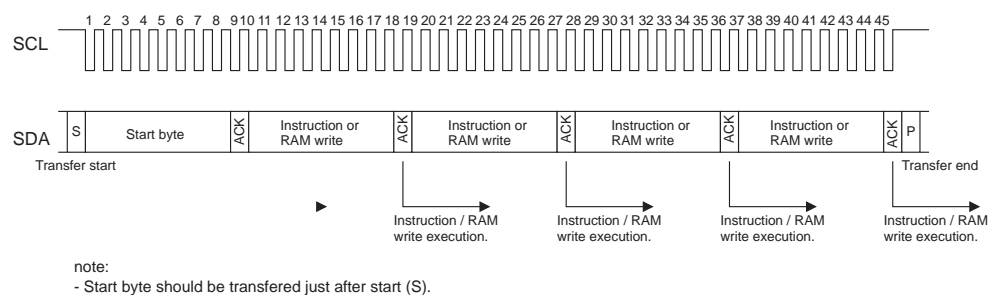 1 2 3 4 5 6 7 8 9 10 11 12 13 14 15 16 17 18 19 20 21 22 23 24 25 26 27 28 29 30 31 32 33 34 35 36 37 38 39 40 41 42 43 44 45
SCL
SDA
S
Start byte
ACK
Instruction or
RAM write
ACK
Instruction or
RAM write
ACK
Instruction or
RAM write
ACK
Instruction or
RAM write
ACK
P
Transfer start
Transfer end
Instruction / RAM
write execution.
Instruction / RAM
write execution.
Instruction / RAM
write execution.
Instruction / RAM
write execution.
note:
- Start byte should be transfered just after start (S).